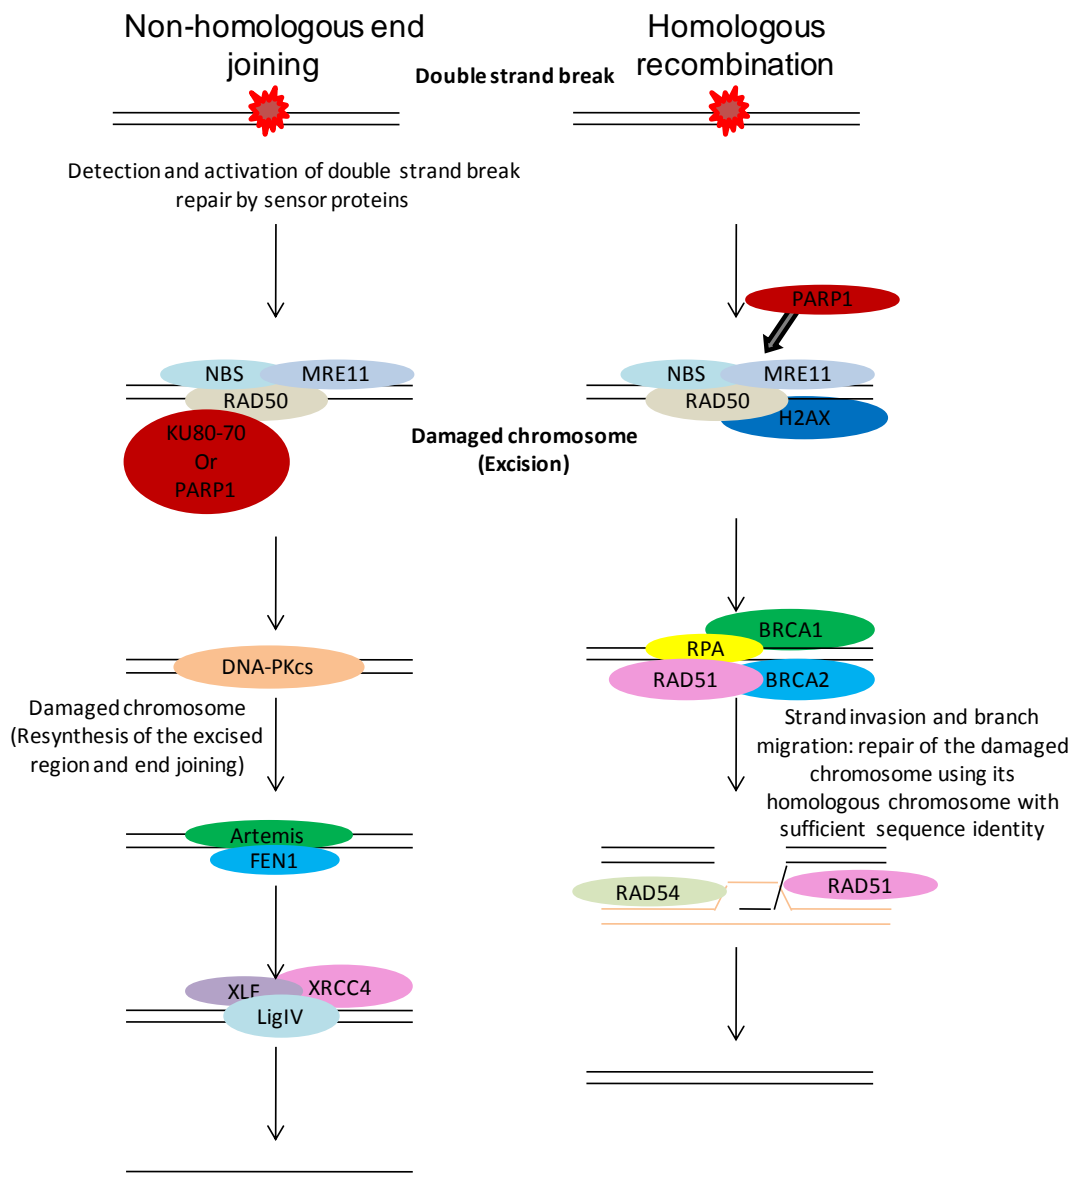 Non-homologous end
joining
Homologous
recombination
Double strand break
Detection and activation of double strand break
repair by sensor proteins
PARP1
NBS
MRE11
RAD50
KU80-70
Or
PARP1
NBS
MRE11
RAD50
H2AX
Damaged chromosome
(Excision)
DNA-PKcs
BRCA1
RPA
RAD51
BRCA2
Damaged chromosome
(Resynthesis of the excised
region and end joining)
Strand invasion and branch
migration: repair of the damaged
chromosome using its
homologous chromosome with
sufficient sequence identity
Artemis
FEN1
RAD54
RAD51
XLF
XRCC4
LigIV